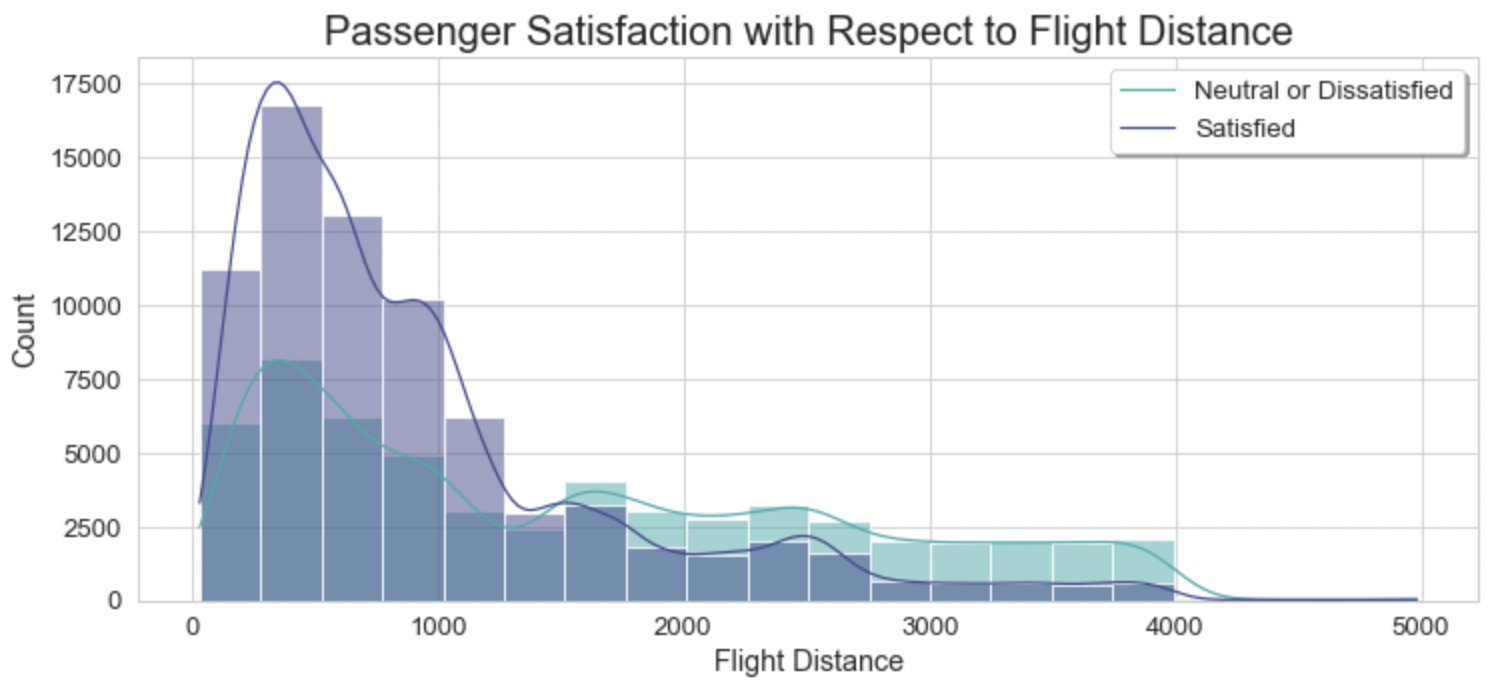 Passenger Satisfaction with Respect to Flight Distance
Neutral or Dissatisfied
Satisfied
17500
15000
12500
10000
7500
5000
2500
0
Count
0 1000 2000 3000 4000 5000
Flight Distance